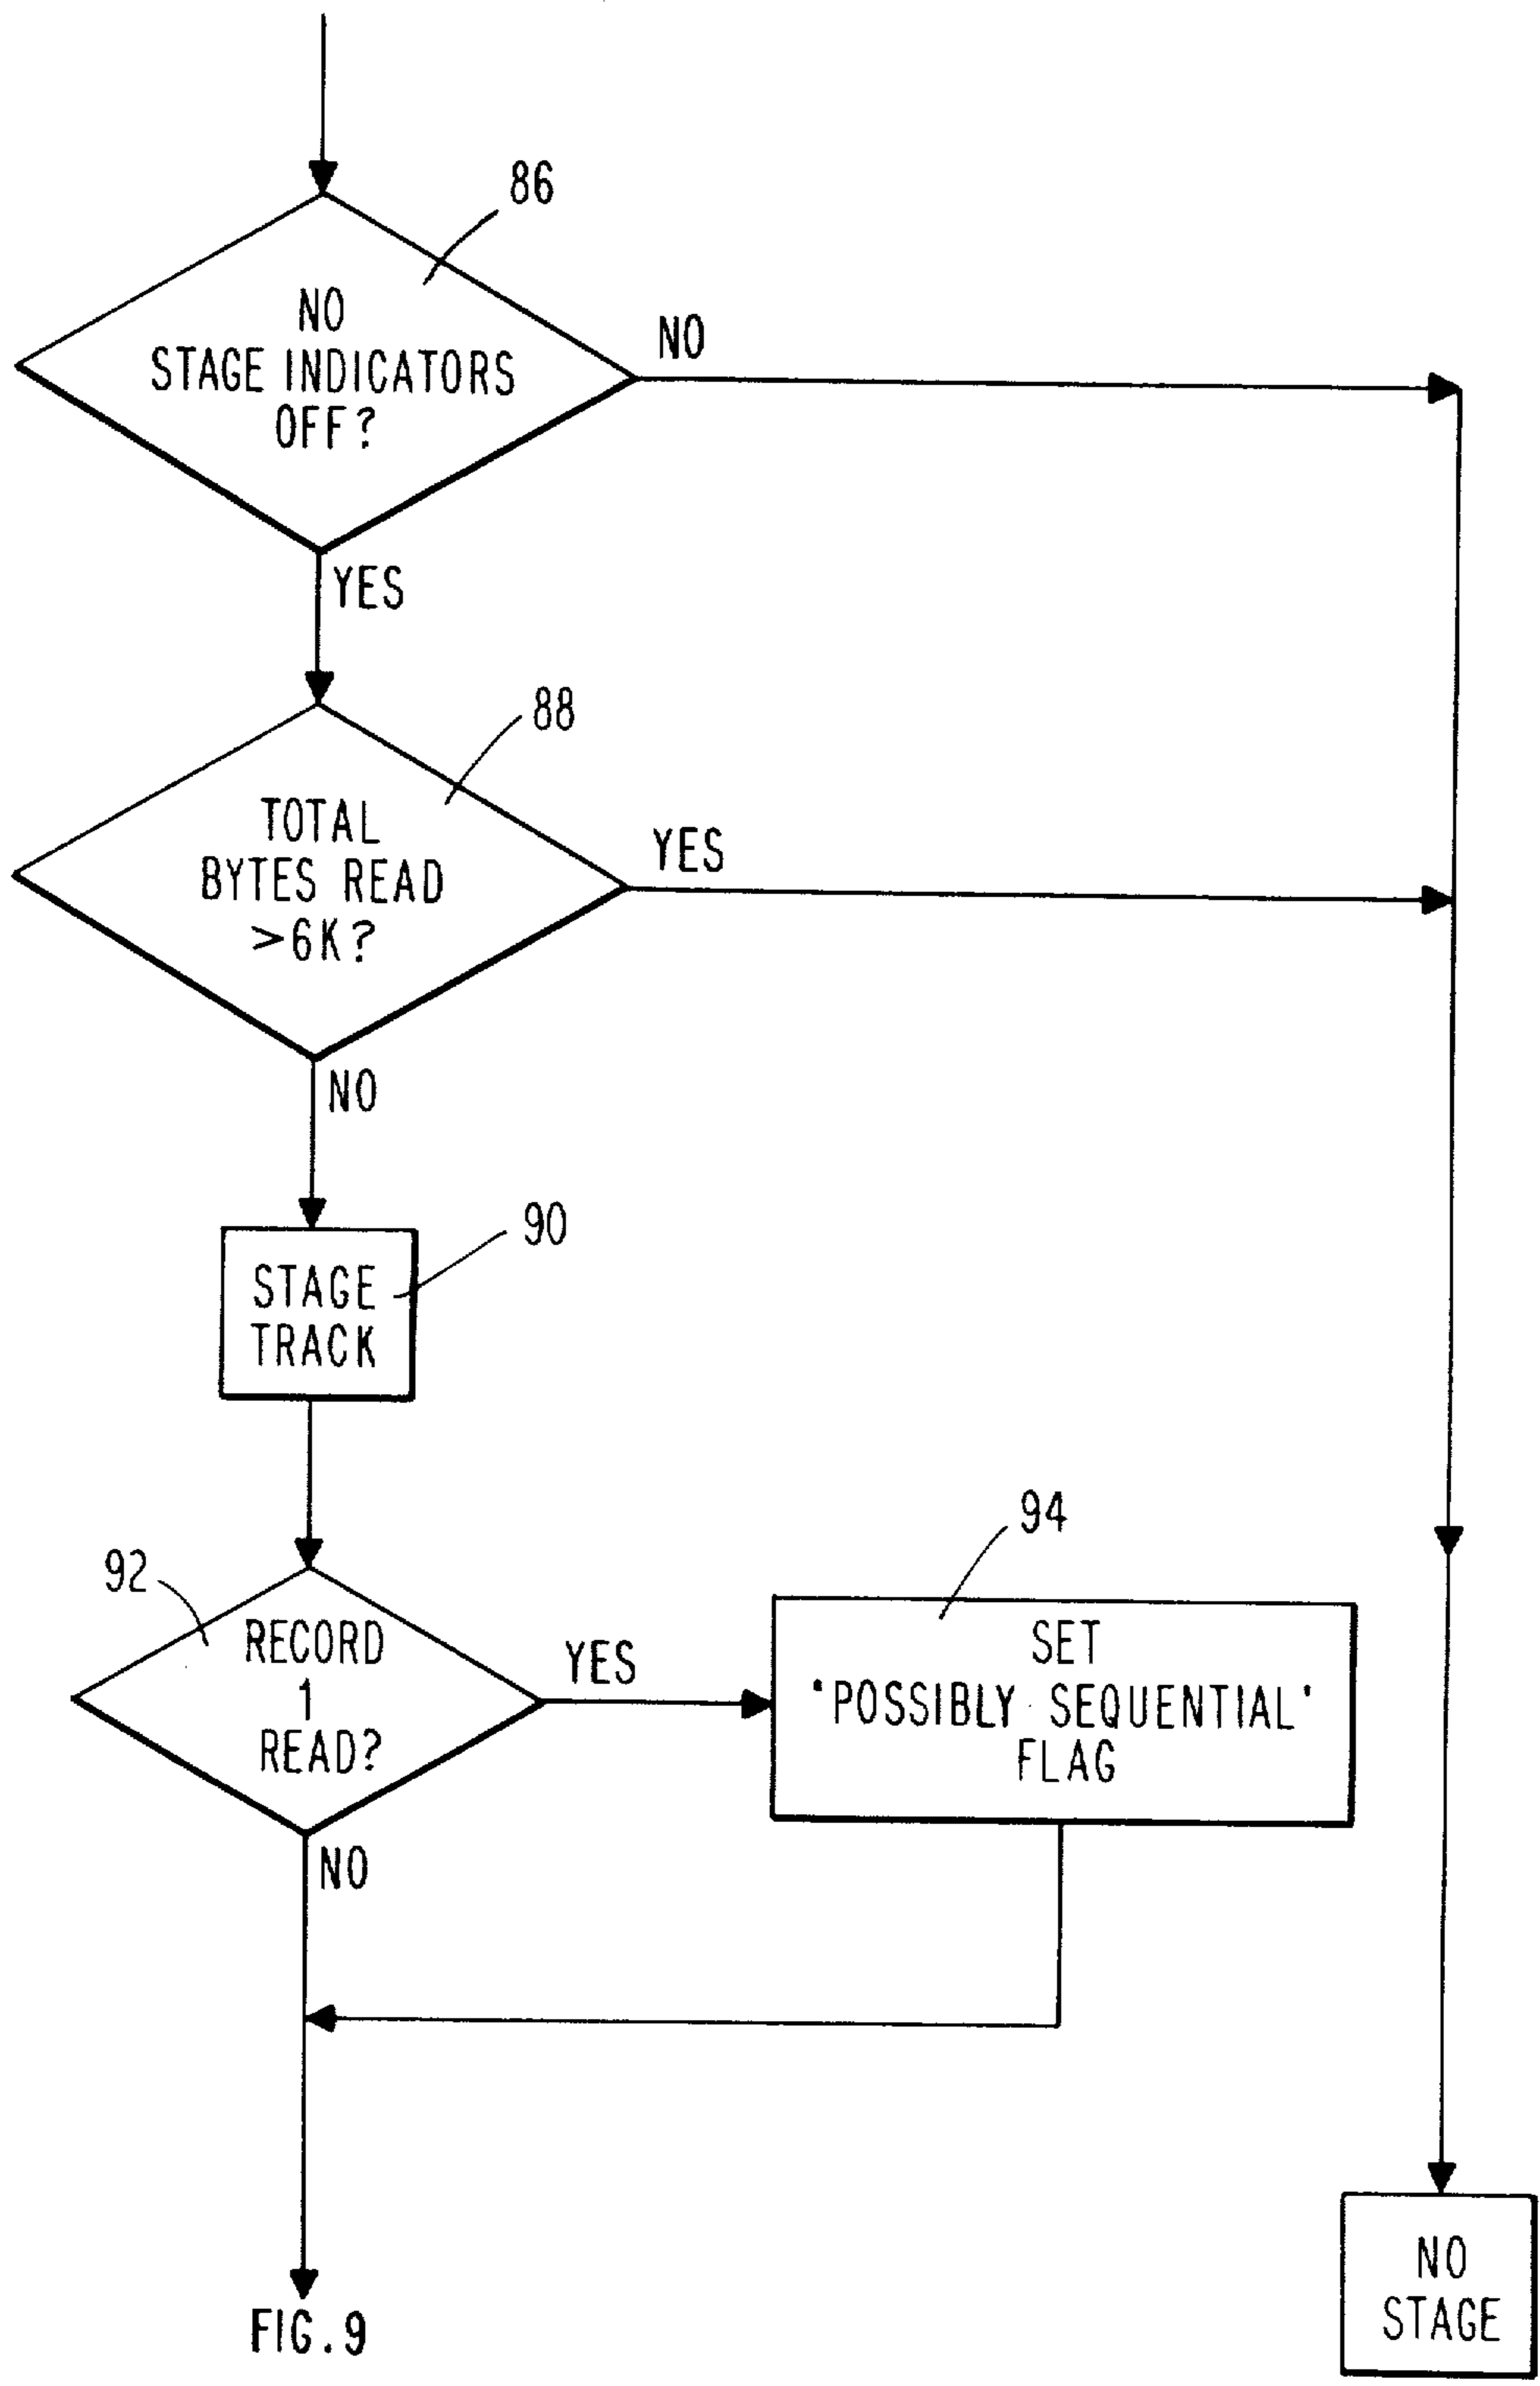 86
NO
STAGE INDICATORS
OFF?
NO
YES
88
TOTAL
BYTES READ
>6K?
YES
NO
90
STAGE
TRACK
92
RECORD
1
READ?
YES
NO
94
SET
'POSSIBLY SEQUENTIAL'
FLAG
NO
STAGE
FIG.9